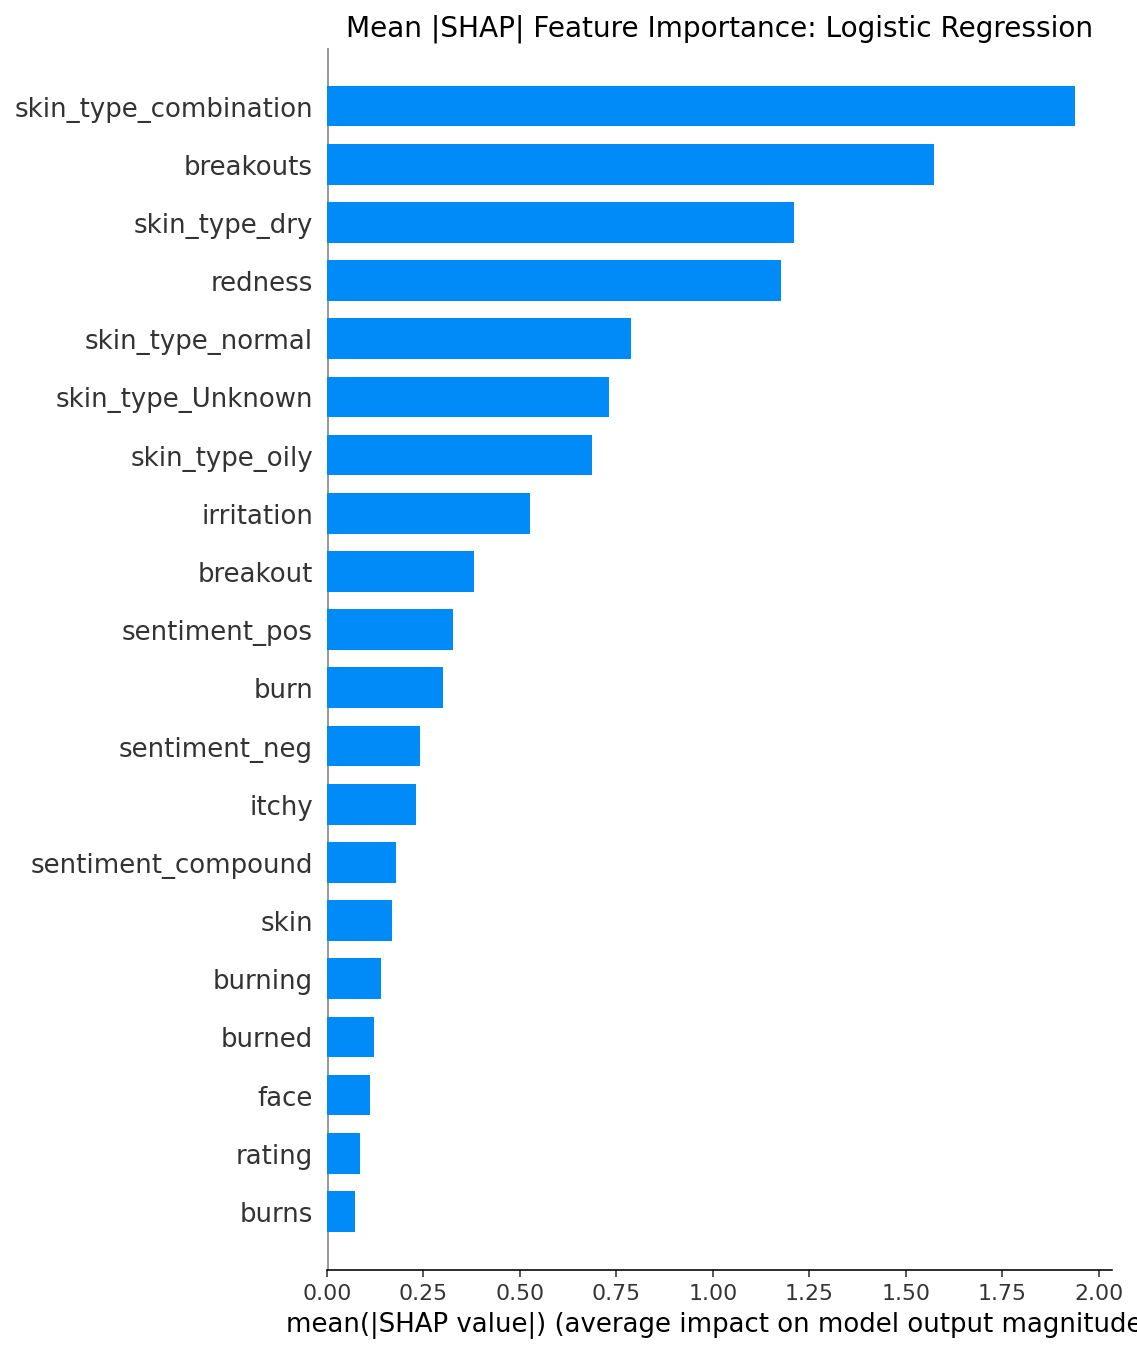 Mean |SHAP| Feature Importance: Logistic Regression
skin_type_combination
breakouts
skin_type_dry
redness
skin_type_normal
skin_type_Unknown
skin_type_oily
irritation
breakout
sentiment_pos
burn
sentiment_neg
itchy
sentiment_compound
skin
burning
burned
face
rating
burns
0.00 0.25 0.50 0.75 1.00 1.25 1.50 1.75 2.00
mean(|SHAP value|) (average impact on model output magnitude